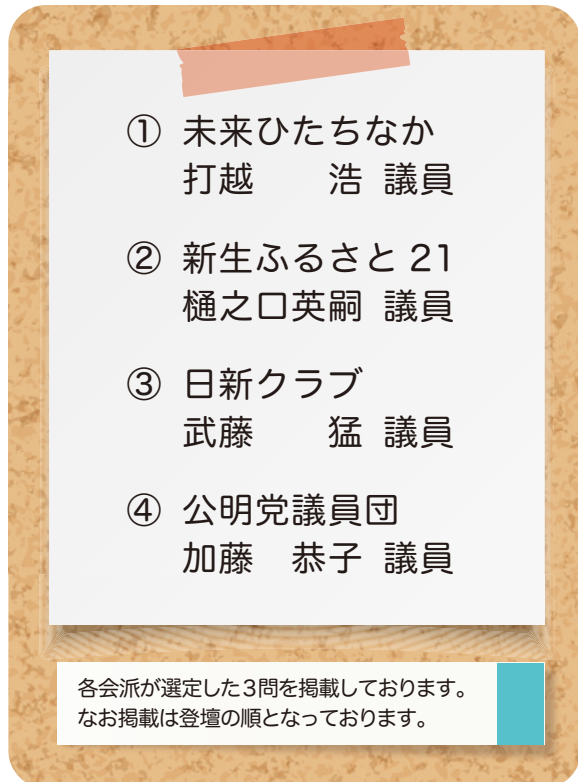 ① 未来ひたちなか
打越　　浩 議員
② 新生ふるさと 21
樋之口英嗣 議員
③ 日新クラブ
武藤　　猛 議員
④ 公明党議員団
加藤　恭子 議員
各会派が選定した3問を掲載しております。
なお掲載は登壇の順となっております。